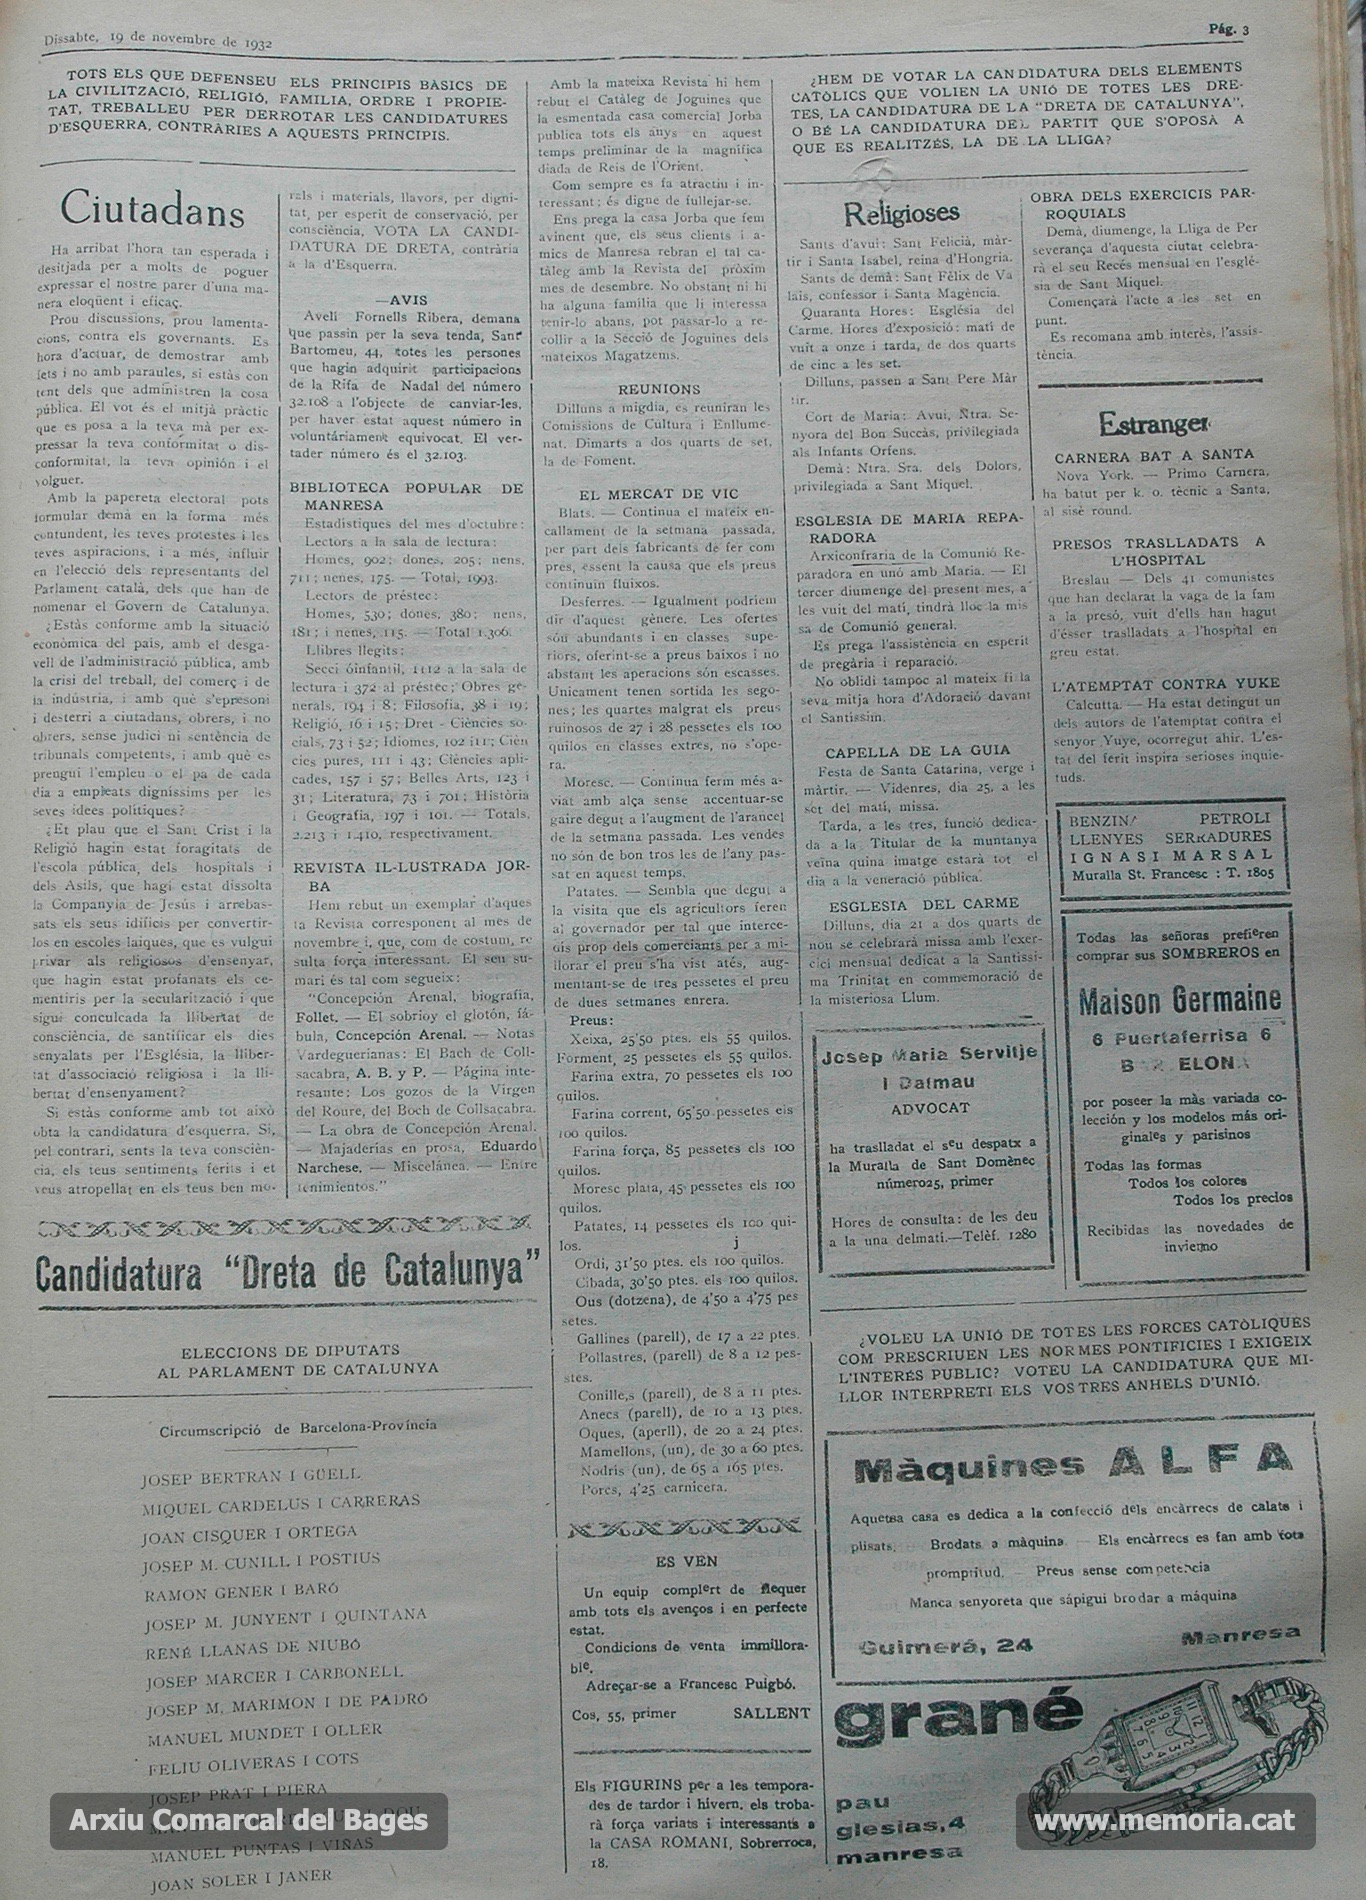 Dissabte, 19 de novembre de 1932
Pág. 3
TOTS ELS QUE DEFENSEU ELS PRINCIPIS BÀSICS DE
LA CIVILITZACIÓ, RELIGIÓ, FAMILIA, ORDRE I PROPIE-
TAT, TREBALLEU PER DERROTAR LES CANDIDATURES
D'ESQUERRA, CONTRÀRIES A AQUESTS PRINCIPIS.
Ciutadans
Ha arribat l'hora tan esperada i
desitjada per a molts de poguer
expressar el nostre parer d'una ma-
nera eloqüent i eficaç.
Prou discussions, prou lamenta-
cions, contra els governants. Es
hora d'actuar, de demostrar amb
fets i no amb paraules, si estàs con
tent dels que administren la cosa
pública. El vot és el mitjà pràctic
que es posa a la teva mà per ex-
pressar la teva conformitat o dis-
conformitat, la teva opinión i el
volguer.
Amb la papereta electoral pots
formular demà en la forma més
contundent, les teves protestes i les
teves aspiracions, i a més, influir
en l'elecció dels representants del
Parlament català, dels que han de
nomenar el Govern de Catalunya.
¿Estàs conforme amb la situació
econòmica del país, amb el desga-
vell de l'administració pública, amb
la crisi del treball, del comerç i de
la indústria, i amb què s'epresoni
i desterri a ciutadans, obrers, i no
obrers, sense judici ni sentència de
tribunals competents, i amb què es
prengui l'empleu o el pa de cada
dia a empleats digníssims per les
seves idees polítiques?
¿Et plau que el Sant Crist i la
Religió hagin estat foragitats de
l'escola pública, dels hospitals i
dels Asils, que hagi estat dissolta
la Companyia de Jesús i arrebas-
sats els seus idificis per convertir-
los en escoles laiques, que es vulgui
privar als religiosos d'ensenyar,
que hagin estat profanats els ce-
mentiris per la secularització i que
sigui conculcada la llibertat de
consciència, de santificar els dies
senyalats per l'Església, la lliber-
tat d'associació religiosa i la lli-
bertat d'ensenyament?
Si estàs conforme amb tot això
obta la candidatura d'esquerra. Si,
pel contrari, sents la teva conscièn-
cia, els teus sentiments ferits i et
veus atropellat en els teus ben mo-
rals i materials, llavors, per digni-
tat, per esperit de conservació, per
consciència, VOTA LA CANDI-
DATURA DE DRETA, contrària
a la d'Esquerra.
—AVIS
Avelí Fornells Ribera, demana
que passin per la seva tenda, Sant
Bartomeu, 44, totes les persones
que hagin adquirit participacions
de la Rifa de Nadal del número
32.108 a l'objecte de canviar-les,
per haver estat aquest número in
voluntáriament equivocat. El ver-
tader número és el 32.103.
BIBLIOTECA POPULAR DE
MANRESA
Estadístiques del mes d'octubre:
Lectors a la sala de lectura:
Homes, 902; dones, 205; nens,
711; nenes, 175. — Total, 1993.
Lectors de préstec:
Homes, 530; dones, 380; nens,
181; i nenes, 115. — Total 1.306.
Llibres llegits:
Secci óinfantil, 1112 a la sala de
lectura i 372 al préstec; Obres ge-
nerals, 194 i 8; Filosofia, 38 i 19;
Religió, 16 i 15; Dret - Ciències so-
cials, 73 i 52; Idiomes, 102 i11; Cièn
cies pures, 111 i 43; Ciències apli-
cades, 157 i 57; Belles Arts, 123 i
31; Literatura, 73 i 701; Història
i Geografia, 197 i 101. — Totals,
2.213 i 1.410, respectivament.
REVISTA IL-LUSTRADA JOR-
BA
Hem rebut un exemplar d'aques
ta Revista corresponent al mes de
novembre i, que, com de costum, re
sulta força interessant. El seu su-
mari és tal com segueix:
"Concepción Arenal, biografia,
Follet. — El sobrioy el glotón, fá-
bula, Concepción Arenal. — Notas
Vardeguerianas: El Bach de Coll-
sacabra, A. B. y P. — Página inte-
resante: Los gozos de la Virgen
del Roure, del Boch de Collsacabra.
— La obra de Concepción Arenal.
— Majaderías en prosa, Eduardo
Narchese. — Miscelánea. — Entre
tenimientos."
Candidatura "Dreta de Catalunya"
ELECCIONS DE DIPUTATS
AL PARLAMENT DE CATALUNYA
Circumscripció de Barcelona-Província
JOSEP BERTRAN I GÜELL
MIQUEL CARDELUS I CARRERAS
JOAN CISQUER I ORTEGA
JOSEP M. CUNILL I POSTIUS
RAMON GENER I BARÓ
JOSEP M. JUNYENT I QUINTANA
RENÉ LLANAS DE NIUBÓ
JOSEP MARCER I CARBONELL
JOSEP M. MARIMON I DE PADRÓ
MANUEL MUNDET I OLLER
FELIU OLIVERAS I COTS
JOSEP PRAT I PIERA
MANUEL PUNTAS I VIÑAS
JOAN SOLER I JANER
Amb la mateixa Revista hi hem
rebut el Catàleg de Joguines que
la esmentada casa comercial Jorba
publica tots els anys en aquest
temps preliminar de la magnífica
diada de Reis de l'Orient.
Com sempre es fa atractiu i in-
teressant; és digne de fullejar-se.
Ens prega la casa Jorba que fem
avinent que, els seus clients i a-
mics de Manresa rebran el tal ca-
tàleg amb la Revista del pròxim
mes de desembre. No obstant ni hi
ha alguna família que li interessa
tenir-lo abans, pot passar-lo a re-
collir a la Secció de Joguines dels
mateixos Magatzems.
REUNIONS
Dilluns a migdia, es reuniran les
Comissions de Cultura i Enllume-
nat. Dimarts a dos quarts de set,
la de Foment.
EL MERCAT DE VIC
Blats. — Continua el mateix en-
callament de la setmana passada,
per part dels fabricants de fer com
pres, essent la causa que els preus
continuin fluixos.
Desferres. — Igualment podríem
dir d'aquest gènere. Les ofertes
són abundants i en classes supe-
riors, oferint-se a preus baixos i no
abstant les aperacions són escasses.
Unicament tenen sortida les sego-
nes; les quartes malgrat els preus
ruinosos de 27 i 28 pessetes els 100
quilos en classes extres, no s'ope-
ra.
Moresc. — Continua ferm més a-
viat amb alça sense accentuar-se
gaire degut a l'augment de l'arancel
de la setmana passada. Les vendes
no són de bon tros les de l'any pas-
sat en aquest temps.
Patates. — Sembla que degut a
la visita que els agricultors feren
al governador per tal que interce-
dís prop dels comerciants per a mi-
llorar el preu s'ha vist atés, aug-
mentant-se de tres pessetes el preu
de dues setmanes enrera.
Preus:
Xeixa, 25'50 ptes. els 55 quilos.
Forment, 25 pessetes els 55 quilos.
Farina extra, 70 pessetes els 100
quilos.
Farina corrent, 65'50 pessetes els
100 quilos.
Farina força, 85 pessetes els 100
quilos.
Moresc plata, 45 pessetes els 100
quilos.
Patates, 14 pessetes els 100 qui-
los. j
Ordi, 31'50 ptes. els 100 quilos.
Cibada, 30'50 ptes. els 100 quilos.
Ous (dotzena), de 4'50 a 4'75 pes
setes.
Gallines (parell), de 17 a 22 ptes.
Pollastres, (parell) de 8 a 12 pes-
stes.
Conille,s (parell), de 8 a 11 ptes.
Anecs (parell), de 10 a 13 ptes.
Oques, (aperll), de 20 a 24 ptes.
Mamellons, (un), de 30 a 60 ptes.
Nodris (un), de 65 a 165 ptes.
Porcs, 4'25 carnicera.
ES VEN
Un equip complert de flequer
amb tots els avenços i en perfecte
estat.
Condicions de venta immillora-
ble.
Adreçar-se a Francesc Puigbó.
Cos, 55, primer SALLENT
Els FIGURINS per a les tempora-
des de tardor i hivern, els troba-
rà força variats i interessants a
la CASA ROMANI, Sobrerroca,
18.
¿HEM DE VOTAR LA CANDIDATURA DELS ELEMENTS
CATÒLICS QUE VOLIEN LA UNIÓ DE TOTES LES DRE-
TES, LA CANDIDATURA DE LA "DRETA DE CATALUNYA",
O BÉ LA CANDIDATURA DEL PARTIT QUE S'OPOSÀ A
QUE ES REALITZÉS, LA DE LA LLIGA?
Religioses
Sants d'avui: Sant Felicià, màr-
tir i Santa Isabel, reina d'Hongria.
Sants de demà: Sant Fèlix de Va
lais, confessor i Santa Magència.
Quaranta Hores: Església del
Carme. Hores d'exposició: matí de
vuit a onze i tarda, de dos quarts
de cinc a les set.
Dilluns, passen a Sant Pere Màr
tir.
Cort de Maria: Avui, Ntra. Se-
nyora del Bon Succàs, privilegiada
als Infants Orfens.
Demà: Ntra. Sra. dels Dolors,
privilegiada a Sant Miquel.
ESGLESIA DE MARIA REPA-
RADORA
Arxiconfraria de la Comunió Re-
paradora en unó amb Maria. — El
tercer diumenge del present mes, a
les vuit del matí, tindrà lloc la mis
sa de Comunió general.
Es prega l'assistència en esperit
de pregària i reparació.
No oblidi tampoc al mateix fi la
seva mitja hora d'Adoració davant
el Santíssim.
CAPELLA DE LA GUIA
Festa de Santa Catarina, verge i
màrtir. — Videnres, dia 25, a les
set del matí, missa.
Tarda, a les tres, funció dedica-
da a la Titular de la muntanya
veïna quina imatge estarà tot el
dia a la veneració pública.
ESGLESIA DEL CARME
Dilluns, dia 21 a dos quarts de
nou se celebrarà missa amb l'exer-
cici mensual dedicat a la Santíssi-
ma Trinitat en commemoració de
la misteriosa Llum.
Josep Maria Servitje
I Dalmau
ADVOCAT
ha traslladat el seu despatx a
la Muralla de Sant Domènec
número25, primer
Hores de consulta: de les deu
a la una delmatí.—Telèf. 1280
OBRA DELS EXERCICIS PAR-
ROQUIALS
Demà, diumenge, la Lliga de Per
severança d'aquesta ciutat celebra-
rà el seu Recés mensual en l'esglé-
sia de Sant Miquel.
Començarà l'acte a les set en
punt.
Es recomana amb interès, l'assis-
tència.
Estranger
CARNERA BAT A SANTA
Nova York. — Primo Carnera,
ha batut per k. o. tècnic a Santa,
al sisè round.
PRESOS TRASLLADATS A
L'HOSPITAL
Breslau — Dels 41 comunistes
que han declarat la vaga de la fam
a la presó, vuit d'ells han hagut
d'ésser traslladats a l'hospital en
greu estat.
L'ATEMPTAT CONTRA YUKE
Calcutta. — Ha estat detingut un
dels autors de l'atemptat contra el
senyor Yuye, ocorregut ahir. L'es-
tat del ferit inspira serioses inquie-
tuds.
BENZINA PETROLI
LLENYES SERRADURES
IGNASI MARSAL
Muralla St. Francesc : T. 1805
Todas las señoras prefieren
comprar sus SOMBREROS en
Maison Germaine
6 Puertaferrisa 6
BARCELONA
por poseer la màs variada co-
lección y los modelos más ori-
ginales y parisinos
Todas las formas
Todos los colores
Todos los precios
Recibidas las novedades de
invierno
¿VOLEU LA UNIÓ DE TOTES LES FORCES CATÒLIQUES
COM PRESCRIUEN LES NORMES PONTIFICIES I EXIGEIX
L'INTERÉS PUBLIC? VOTEU LA CANDIDATURA QUE MI-
LLOR INTERPRETI ELS VOSTRES ANHELS D'UNIÓ.
Màquines ALFA
Aquetsa casa es dedica a la confecció dels encàrrecs de calats i
plisats. Brodats a màquina. — Els encàrrecs es fan amb tota
promptitud. — Preus sense competència
Manca senyoreta que sàpigui brodar a màquina
Guimerá, 24 Manresa
grané
pau
glesias,4
manresa
Arxiu Comarcal del Bages
www.memoria.cat